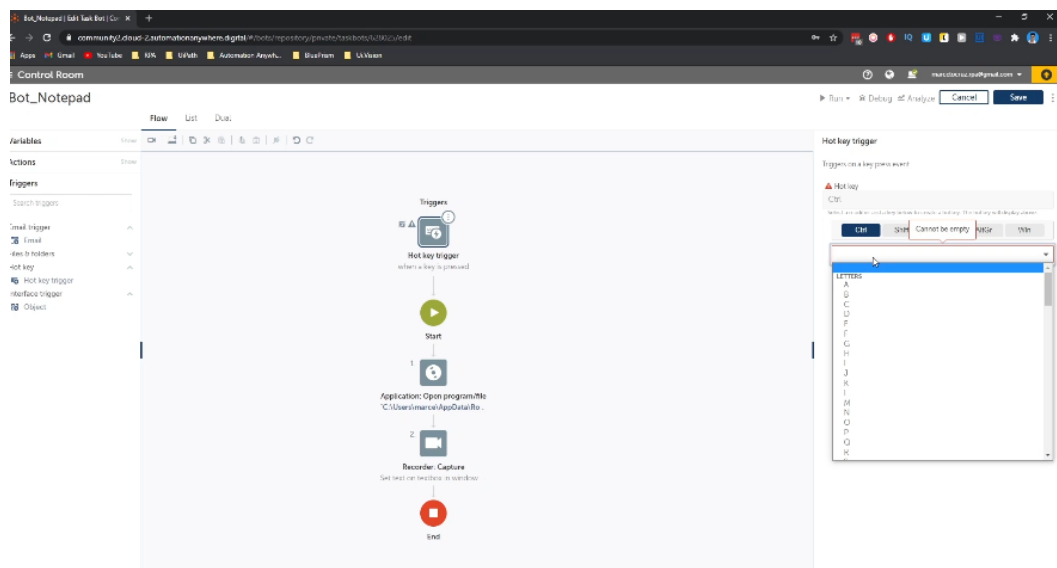 Bot_Notepad | Edit Task Bot | Co
community2.cloud-2.automationanywhere.digital/#/bots/repository/private/taskbots/
/edit
Apps
Gmail
YouTube
UiPath
Automation Anywh..
BluePrism
UiVision
Control Room
Bot_Notepad
Run
Debug
Analyze
Cancel
Save
Flow
List
Dual
Variables
Show
Actions
Show
Triggers
Search triggers
Email trigger
Email
Files & folders
Hot key
Hot key trigger
Interface trigger
Object
Triggers
Hot key trigger
when a key is pressed
Start
1.
Application: Open program/file
"C:\Users\marce\AppData\Ro...
2.
Recorder: Capture
Set text on textbox in window
End
Hot key trigger
Triggers on a key press event
Hot key
Ctrl
Ctrl
Shift
Cannot be empty
AltGr
Win
LETTERS
A
B
C
D
E
F
G
H
I
J
K
L
M
N
O
P
Q
R